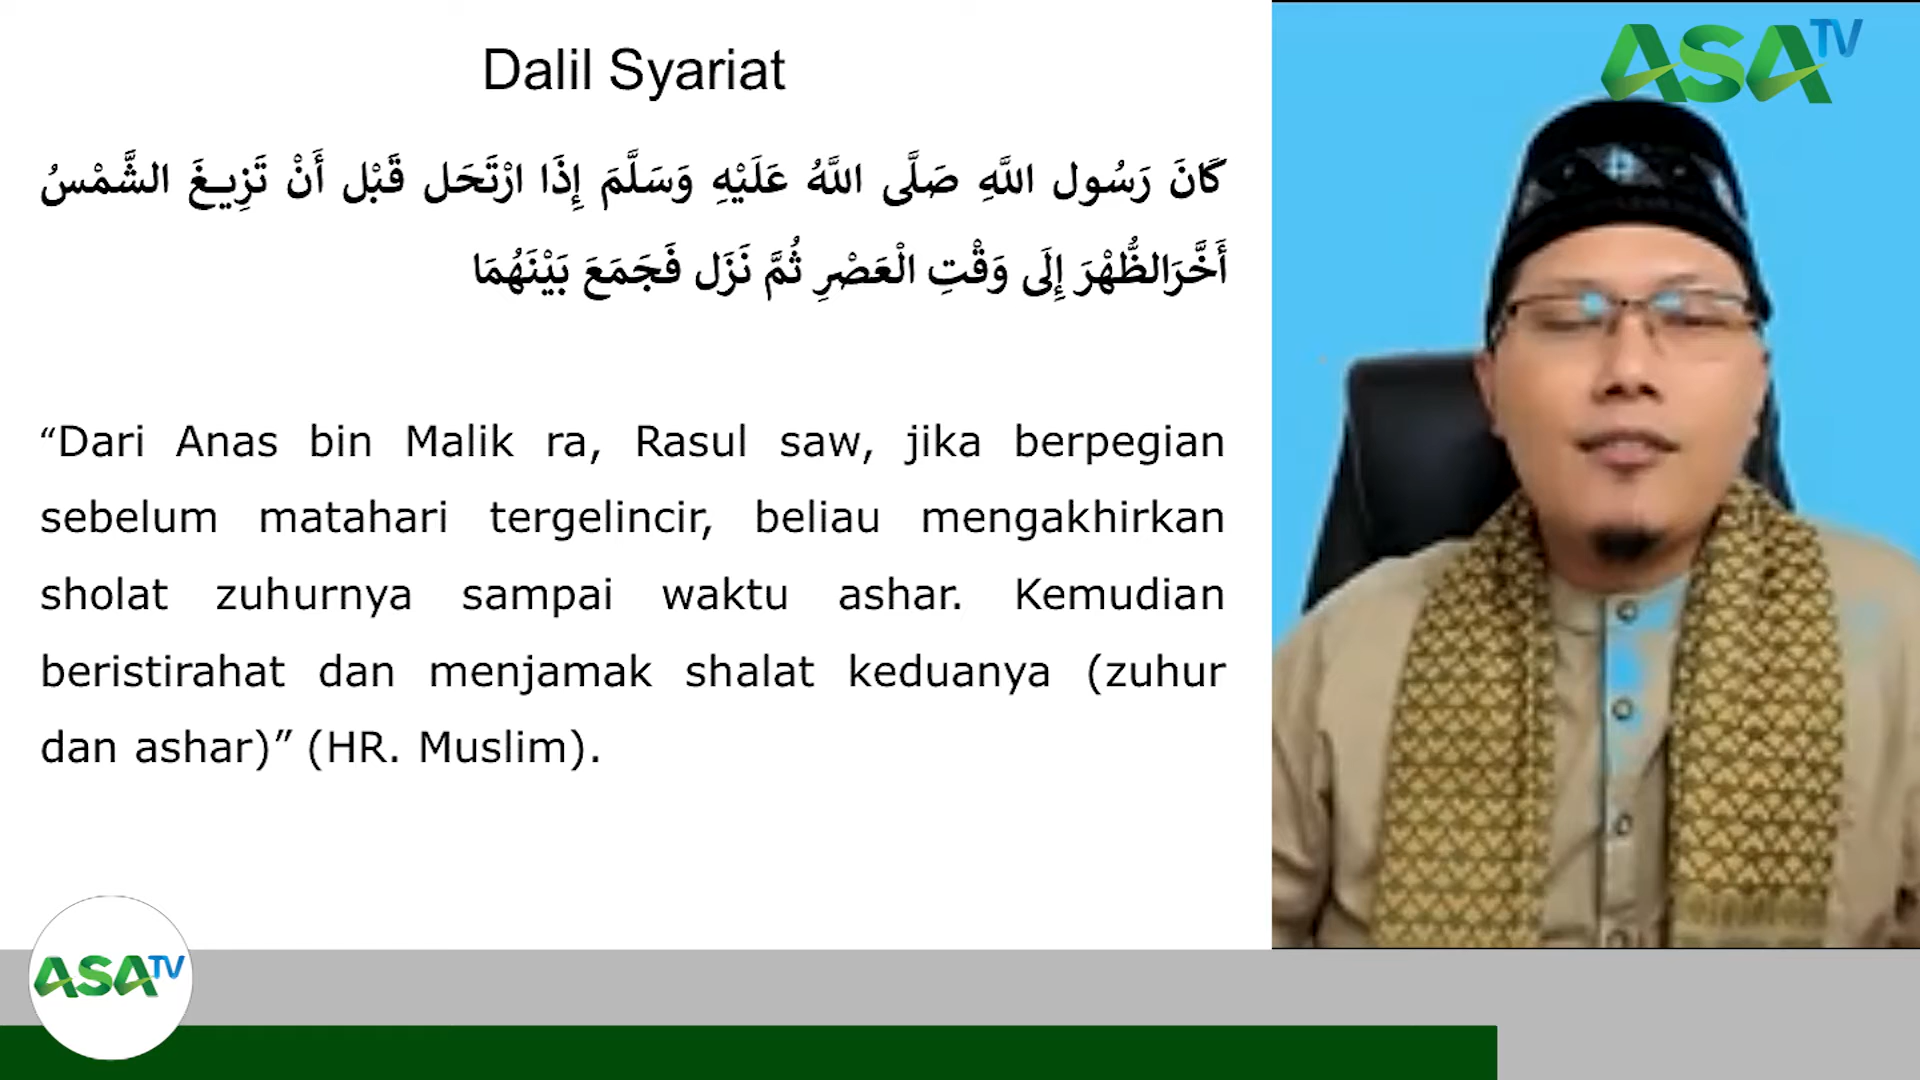 ASA TV
Dalil Syariat
كَانَ رَسُول اللَّهِ صَلَّى اللَّهُ عَلَيْهِ وَسَلَّمَ إِذَا ارْتَحَل قَبْل أَنْ تَزِيغَ الشَّمْسُ
أَخَّرَالظُّهْرَ إِلَى وَقْتِ الْعَصْرِ ثُمَّ نَزَل فَجَمَعَ بَيْنَهُمَا
“Dari Anas bin Malik ra, Rasul saw, jika berpegian
sebelum matahari tergelincir, beliau mengakhirkan
sholat zuhurnya sampai waktu ashar. Kemudian
beristirahat dan menjamak shalat keduanya (zuhur
dan ashar)” (HR. Muslim).
ASA TV